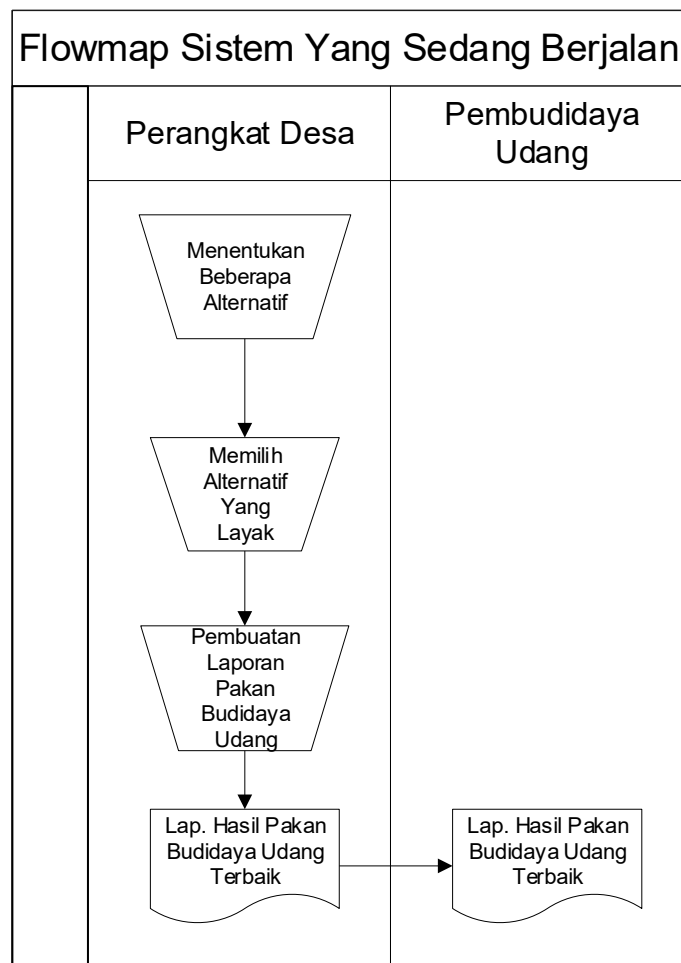 Flowmap Sistem Yang Sedang Berjalan
Perangkat Desa
Pembudidaya
Udang
Menentukan
Beberapa
Alternatif
Memilih
Alternatif
Yang
Layak
Pembuatan
Laporan
Pakan
Budidaya
Udang
Lap. Hasil Pakan
Budidaya Udang
Terbaik
Lap. Hasil Pakan
Budidaya Udang
Terbaik